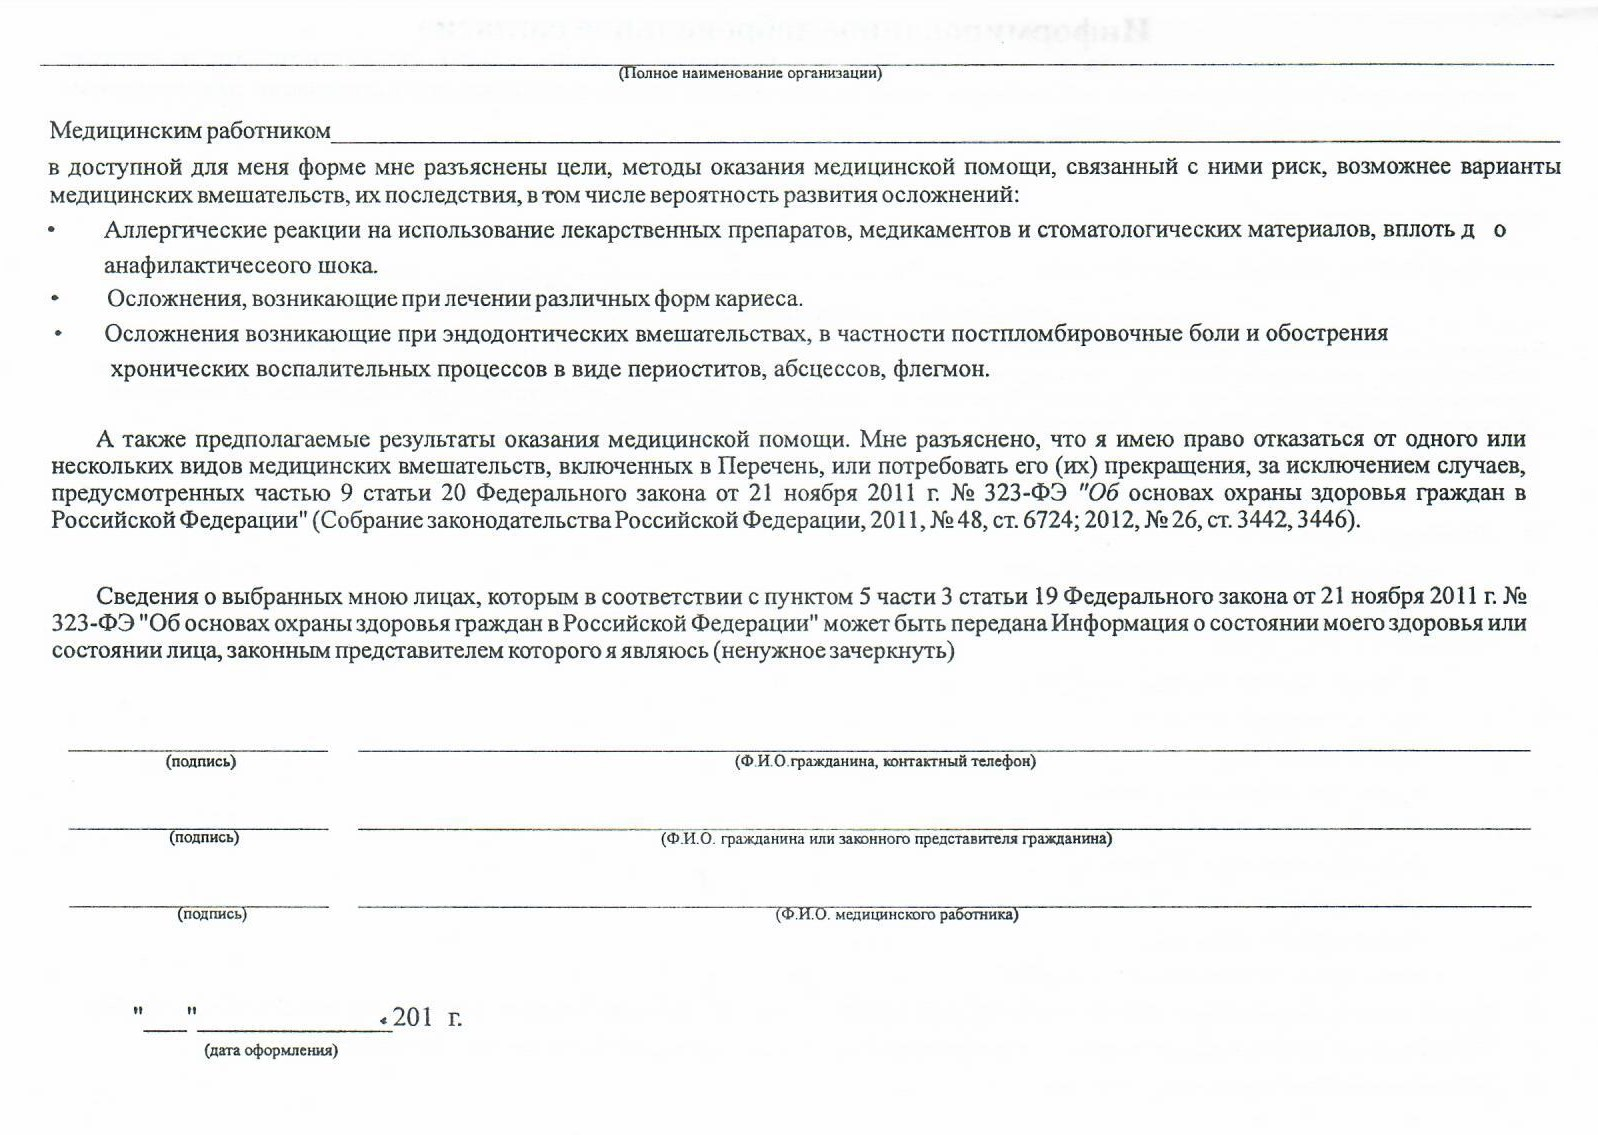 (Полное наименование организации)
Медицинским работником
в доступной для меня форме мне разъяснены цели, методы оказания медицинской помощи, связанный с ними риск, возможнее варианты
медицинских вмешательств, их последствия, в том числе вероятность развития осложнений:
• Аллергические реакции на использование лекарственных препаратов, медикаментов и стоматологических материалов, вплоть д о
анафилактичесеого шока.
• Осложнения, возникающие при лечении различных форм кариеса.
• Осложнения возникающие при эндодонтических вмешательствах, в частности постпломбировочные боли и обострения
хронических воспалительных процессов в виде периоститов, абсцессов, флегмон.
А также предполагаемые результаты оказания медицинской помощи. Мне разъяснено, что я имею право отказаться от одного или
нескольких видов медицинских вмешательств, включенных в Перечень, или потребовать его (их) прекращения, за исключением случаев,
предусмотренных частью 9 статьи 20 Федерального закона от 21 ноября 2011 г. № 323-ФЭ "Об основах охраны здоровья граждан в
Российской Федерации" (Собрание законодательства Российской Федерации, 2011, № 48, ст. 6724; 2012, № 26, ст. 3442, 3446).
Сведения о выбранных мною лицах, которым в соответствии с пунктом 5 части 3 статьи 19 Федерального закона от 21 ноября 2011 г. №
323-ФЭ "Об основах охраны здоровья граждан в Российской Федерации" может быть передана Информация о состоянии моего здоровья или
состоянии лица, законным представителем которого я являюсь (ненужное зачеркнуть)
(подпись) (Ф.И.О.гражданина, контактный телефон)
(подпись) (Ф.И.О. гражданина или законного представителя гражданина)
(подпись) (Ф.И.О. медицинского работника)
"___"______________.201 г.
(дата оформления)